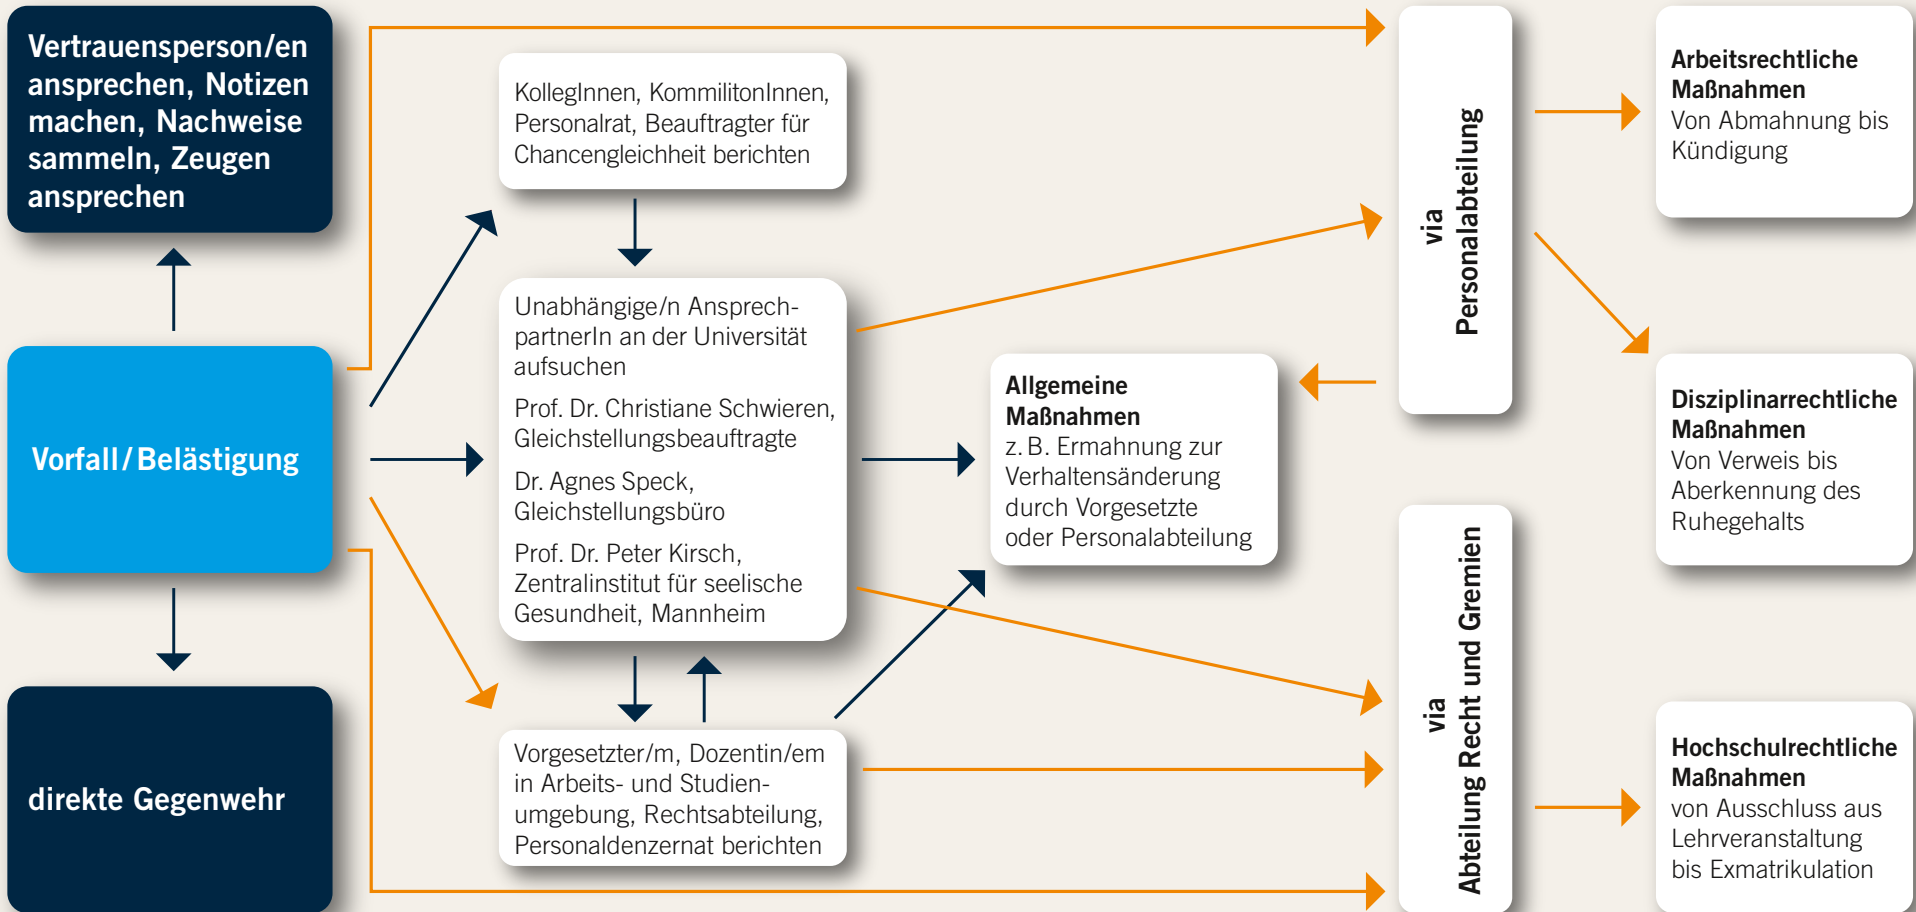 Vertrauensperson/en
ansprechen, Notizen
machen, Nachweise
sammeln, Zeugen
ansprechen
Vorfall/Belästigung
direkte Gegenwehr
KollegInnen, KommilitonInnen,
Personalrat, Beauftragter für
Chancengleichheit berichten
Unabhängige/n Ansprech-
partnerIn an der Universität
aufsuchen
Prof. Dr. Christiane Schwieren,
Gleichstellungsbeauftragte
Dr. Agnes Speck,
Gleichstellungsbüro
Prof. Dr. Peter Kirsch,
Zentralinstitut für seelische
Gesundheit, Mannheim
Vorgesetzter/m, Dozentin/em
in Arbeits- und Studien-
umgebung, Rechtsabteilung,
Personaldenzernat berichten
Allgemeine
Maßnahmen
z. B. Ermahnung zur
Verhaltensänderung
durch Vorgesetzte
oder Personalabteilung
via
Personalabteilung
via
Abteilung Recht und Gremien
Arbeitsrechtliche
Maßnahmen
Von Abmahnung bis
Kündigung
Disziplinarrechtliche
Maßnahmen
Von Verweis bis
Aberkennung des
Ruhegehalts
Hochschulrechtliche
Maßnahmen
von Ausschluss aus
Lehrveranstaltung
bis Exmatrikulation